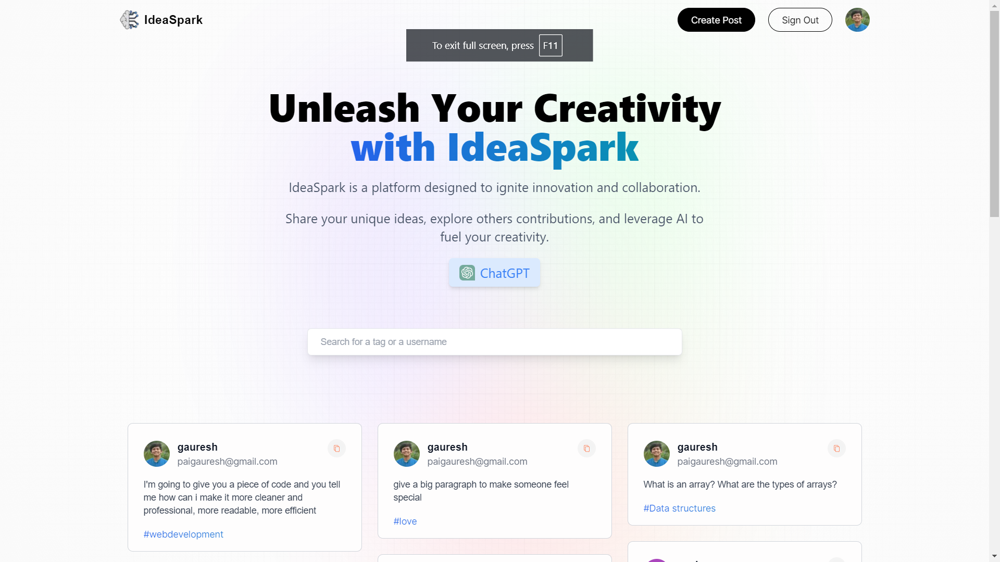 IdeaSpark
Create Post
Sign Out
To exit full screen, press F11
Unleash Your Creativity
with IdeaSpark
IdeaSpark is a platform designed to ignite innovation and collaboration.
Share your unique ideas, explore others contributions, and leverage AI to
fuel your creativity.
ChatGPT
Search for a tag or a username
gauresh
paigauresh@gmail.com
I'm going to give you a piece of code and you tell
me how can i make it more cleaner and
professional, more readable, more efficient
#webdevelopment
gauresh
paigauresh@gmail.com
give a big paragraph to make someone feel
special
#love
gauresh
paigauresh@gmail.com
What is an array? What are the types of arrays?
#Data structures